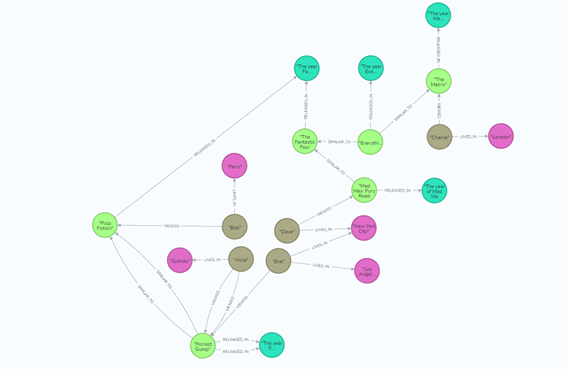 "The year
Ma...
"The year
Fa...
"The year
Eve...
RELEASED_IN
"The
Matrix"
RELEASED_IN
RELEASED_IN
SIMILAR_TO
VIEWED
RELEASED_IN
"The
Fantastic
Four
SIMILAR_TO
"Everythi...
"Charlie"
LIVES_IN
"London"
"Paris"
SIMILAR_TO
LIVES_IN
"Mad
Max: Fury
Road
RELEASED_IN
"The year
of Mad
Ma
VIEWED
"Pulp
Fiction"
VIEWED
"Bob"
"Dave"
LIVES_IN
"New York
City"
LIVES_IN
"Sydney"
LIVES_IN
"Alice"
"Eve"
LIVES_IN
"Los
Angel...
SIMILAR_TO
SIMILAR_TO
VIEWED
VIEWED
VIEWED
"Forrest
Gump"
RELEASED_IN
RELEASED_IN
"The year
F...